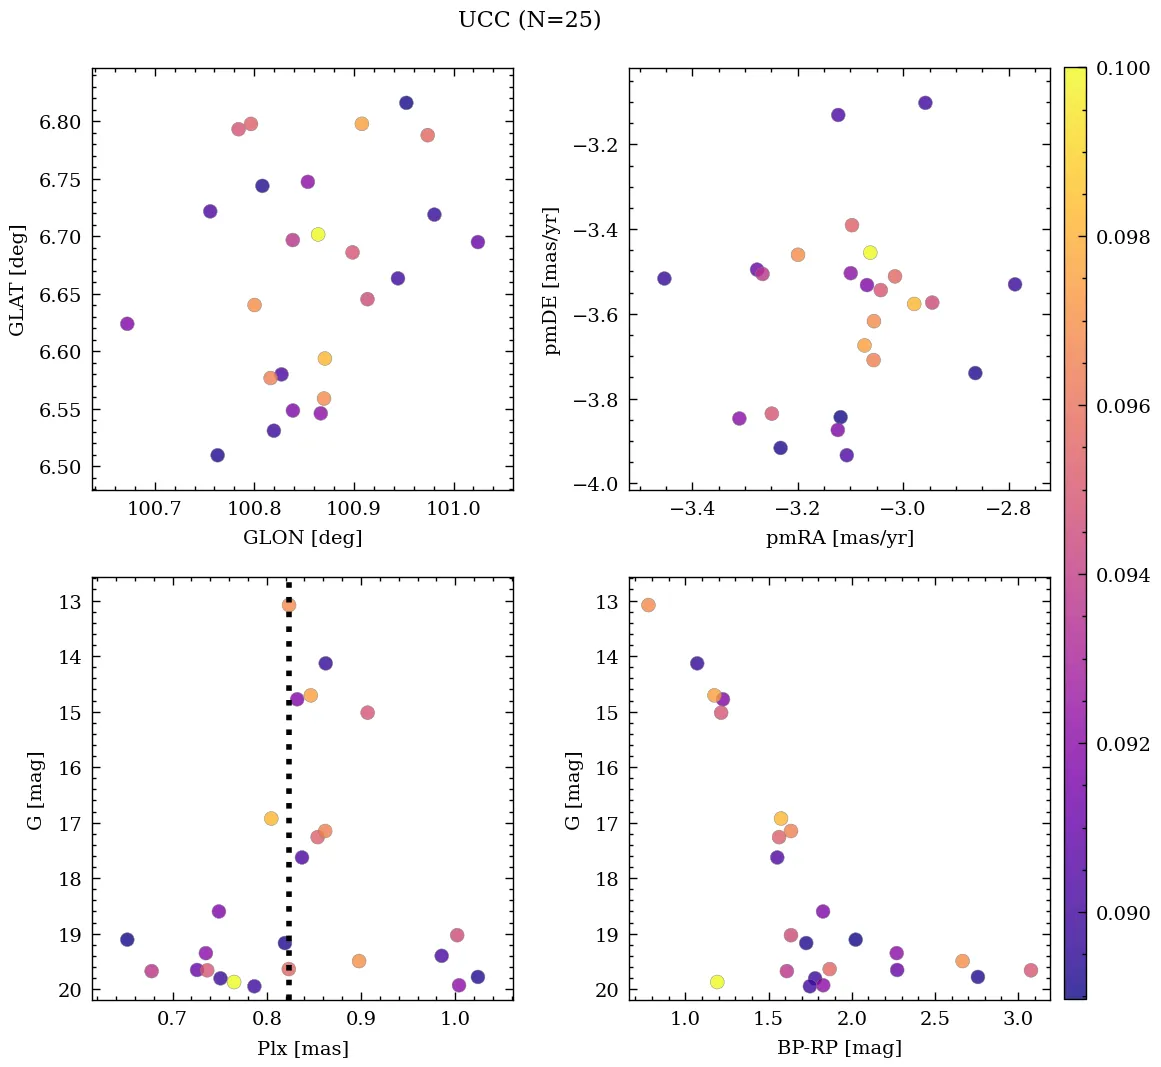 UCC (N=25)
6.80
6.75
6.70
6.65
6.60
6.55
6.50
GLAT [deg]
100.7 100.8 100.9 101.0
GLON [deg]
−3.2
−3.4
−3.6
−3.8
−4.0
pmDE [mas/yr]
−3.4 −3.2 −3.0 −2.8
pmRA [mas/yr]
13
14
15
16
17
18
19
20
G [mag]
0.7 0.8 0.9 1.0
Plx [mas]
13
14
15
16
17
18
19
20
G [mag]
1.0 1.5 2.0 2.5 3.0
BP-RP [mag]
0.100
0.098
0.096
0.094
0.092
0.090